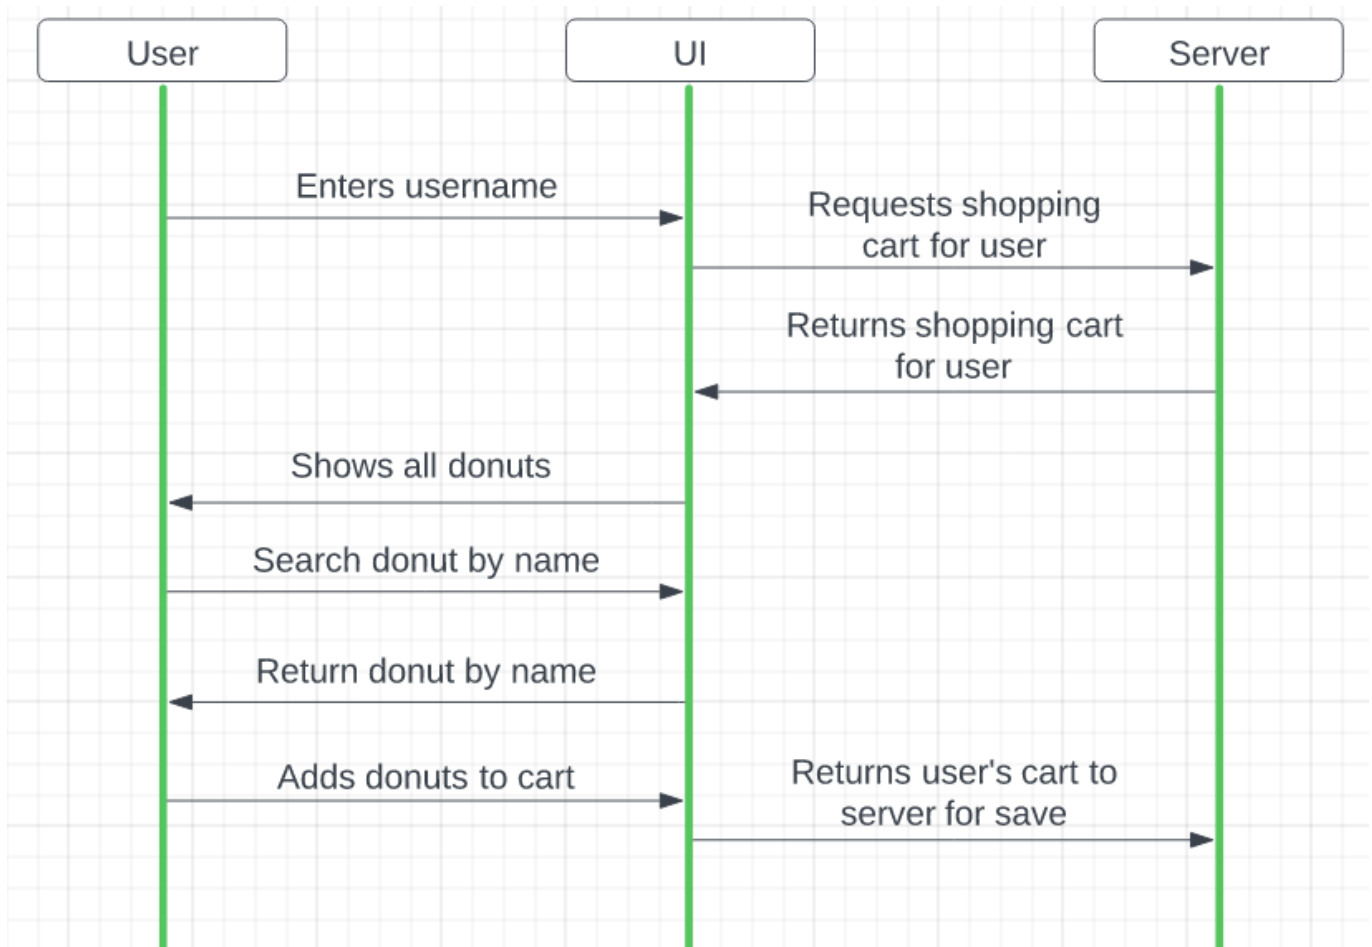 User
UI
Server
Enters username
Requests shopping
cart for user
Returns shopping cart
for user
Shows all donuts
Search donut by name
Return donut by name
Adds donuts to cart
Returns user's cart to
server for save